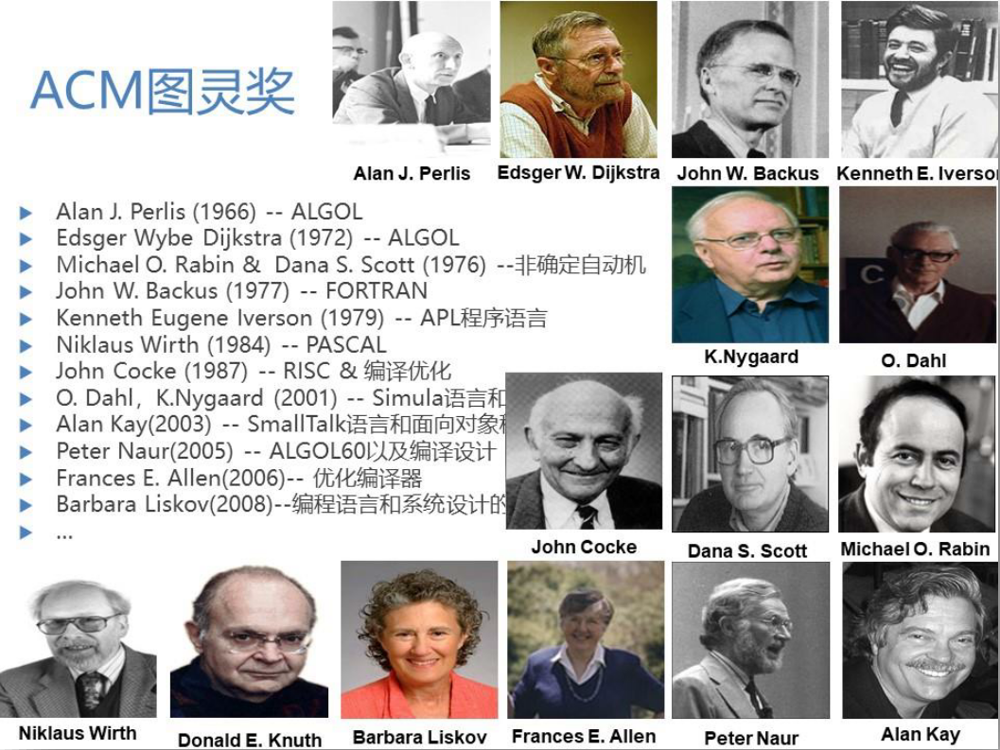 ACM图灵奖
Alan J. Perlis
Edsger W. Dijkstra
John W. Backus
Kenneth E. Iverson
Alan J. Perlis (1966) -- ALGOL
Edsger Wybe Dijkstra (1972) -- ALGOL
Michael O. Rabin & Dana S. Scott (1976) --非确定自动机
John W. Backus (1977) -- FORTRAN
Kenneth Eugene Iverson (1979) -- APL程序语言
Niklaus Wirth (1984) -- PASCAL
John Cocke (1987) -- RISC & 编译优化
O. Dahl，K.Nygaard (2001) -- Simula语言和
Alan Kay(2003) -- SmallTalk语言和面向对象
Peter Naur(2005) -- ALGOL60以及编译设计
Frances E. Allen(2006)-- 优化编译器
Barbara Liskov(2008)--编程语言和系统设计的
...
K.Nygaard
O. Dahl
C
John Cocke
Dana S. Scott
Michael O. Rabin
Niklaus Wirth
Donald E. Knuth
Barbara Liskov
Frances E. Allen
Peter Naur
Alan Kay